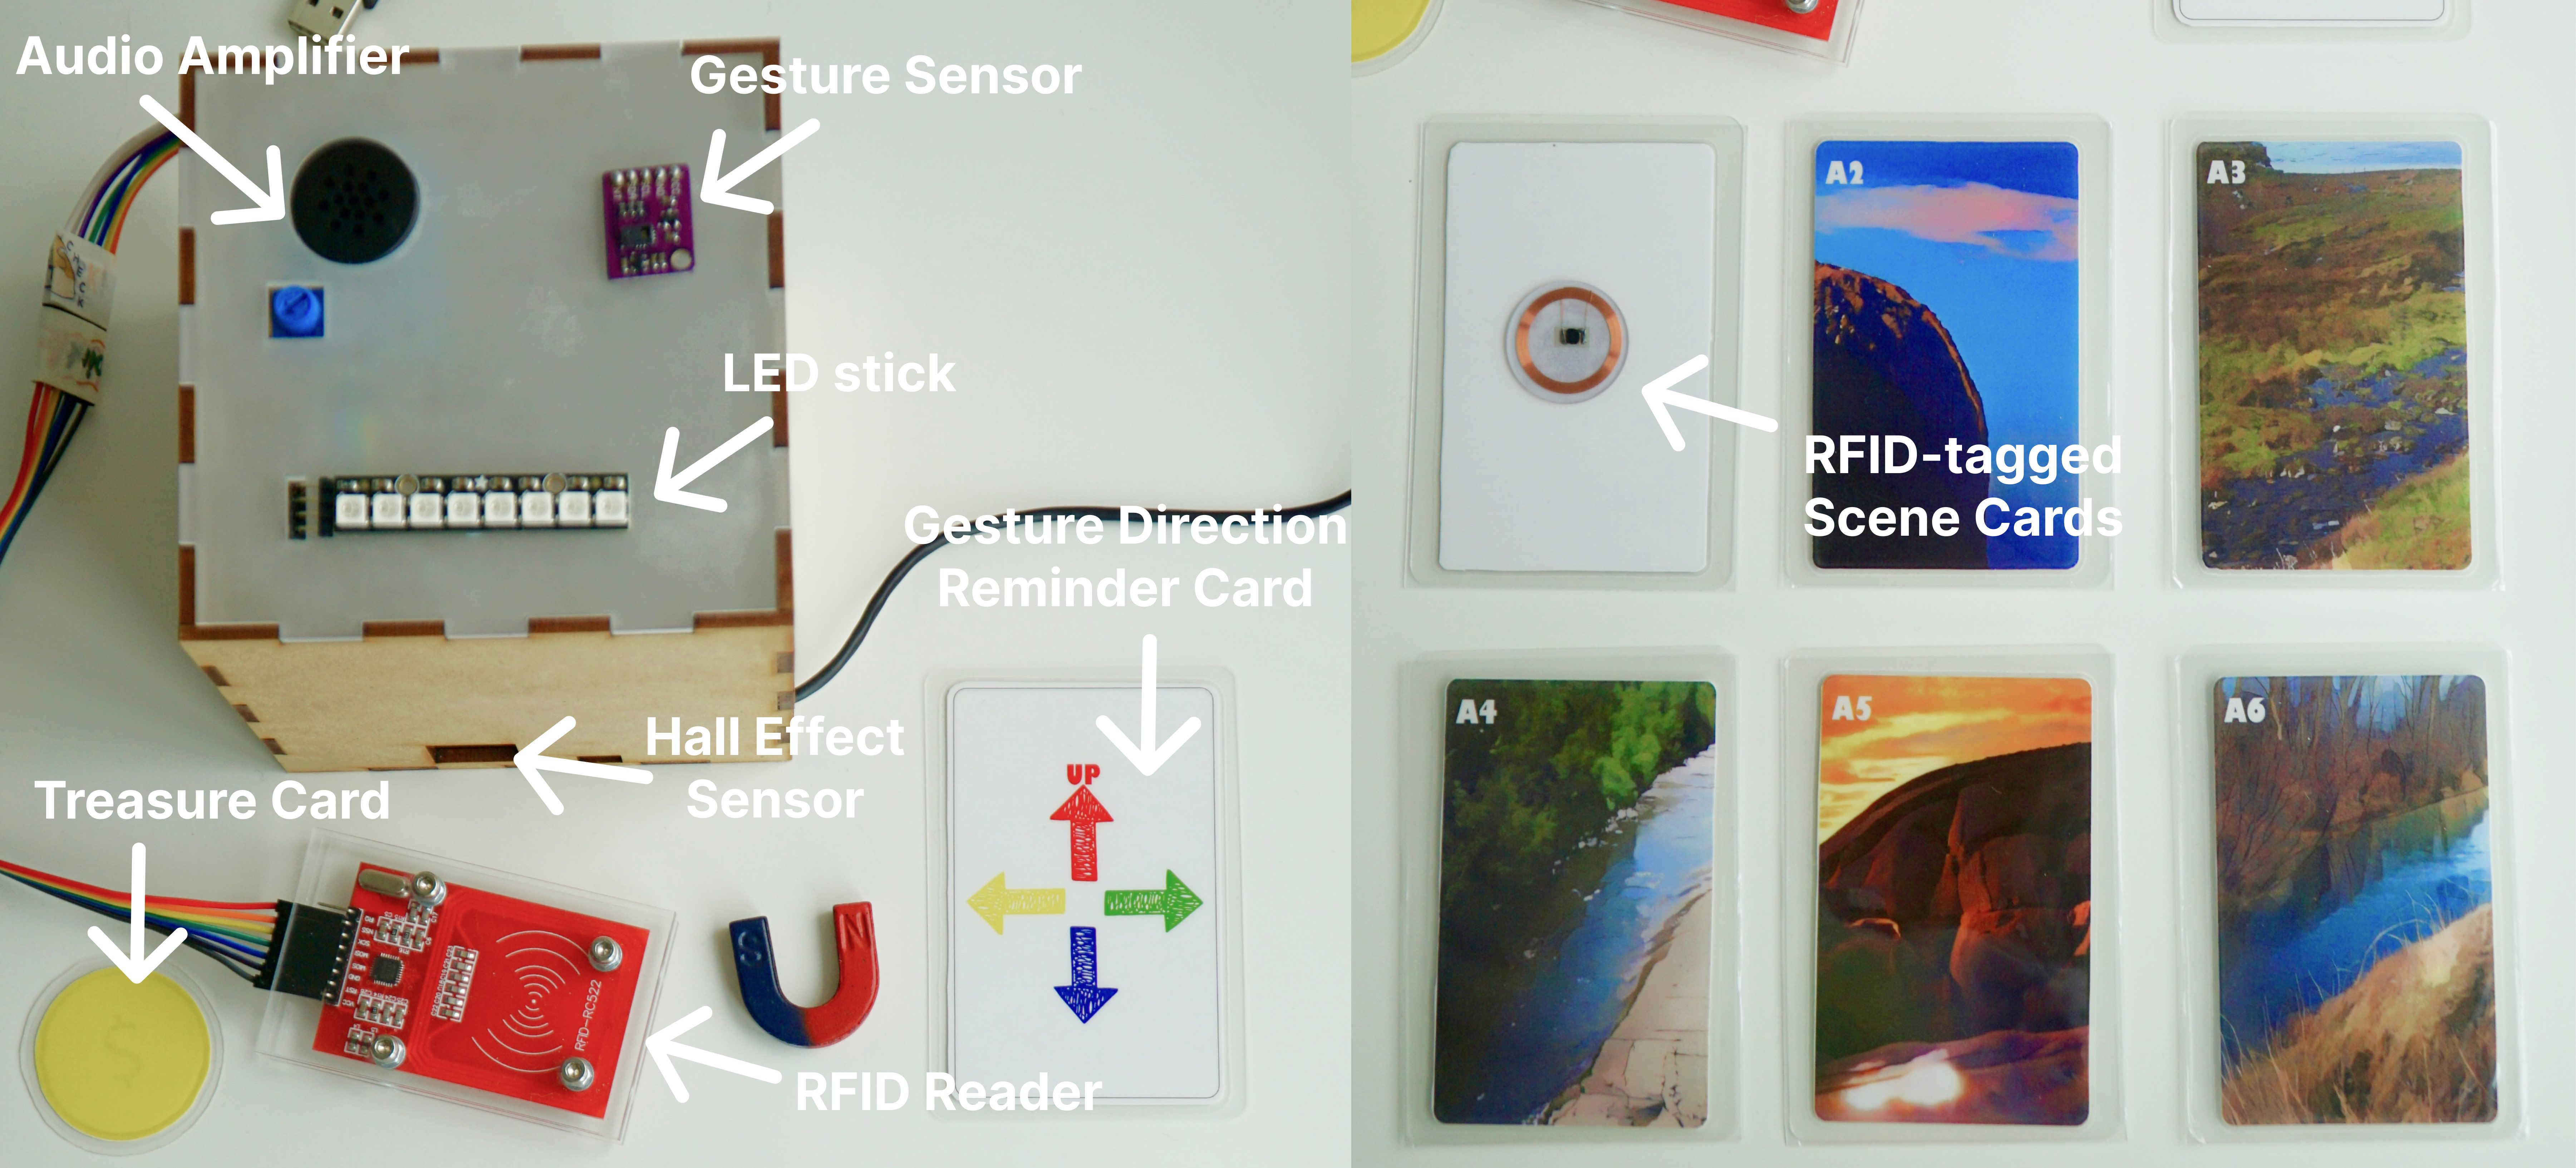 Audio Amplifier
Gesture Sensor
LED stick
Gesture Direction
Reminder Card
Hall Effect
Sensor
Treasure Card
RFID Reader
UP
S
N
RFID-RC522
$
CHECK
A2
A3
RFID-tagged
Scene Cards
A4
A5
A6